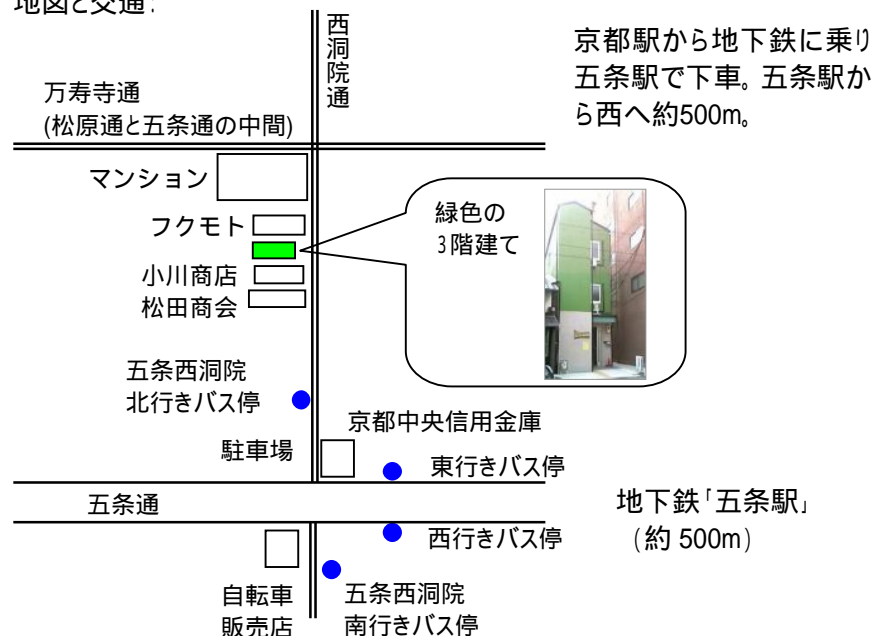 地図と交通:
西洞院通
京都駅から地下鉄に乗り
五条駅で下車。五条駅か
ら西へ約500m。
万寿寺通
(松原通と五条通の中間)
マンション
フクモト
緑色の
3階建て
小川商店
松田商会
五条西洞院
北行きバス停
京都中央信用金庫
駐車場
東行きバス停
五条通
地下鉄「五条駅」
(約 500m)
西行きバス停
自転車
販売店
五条西洞院
南行きバス停